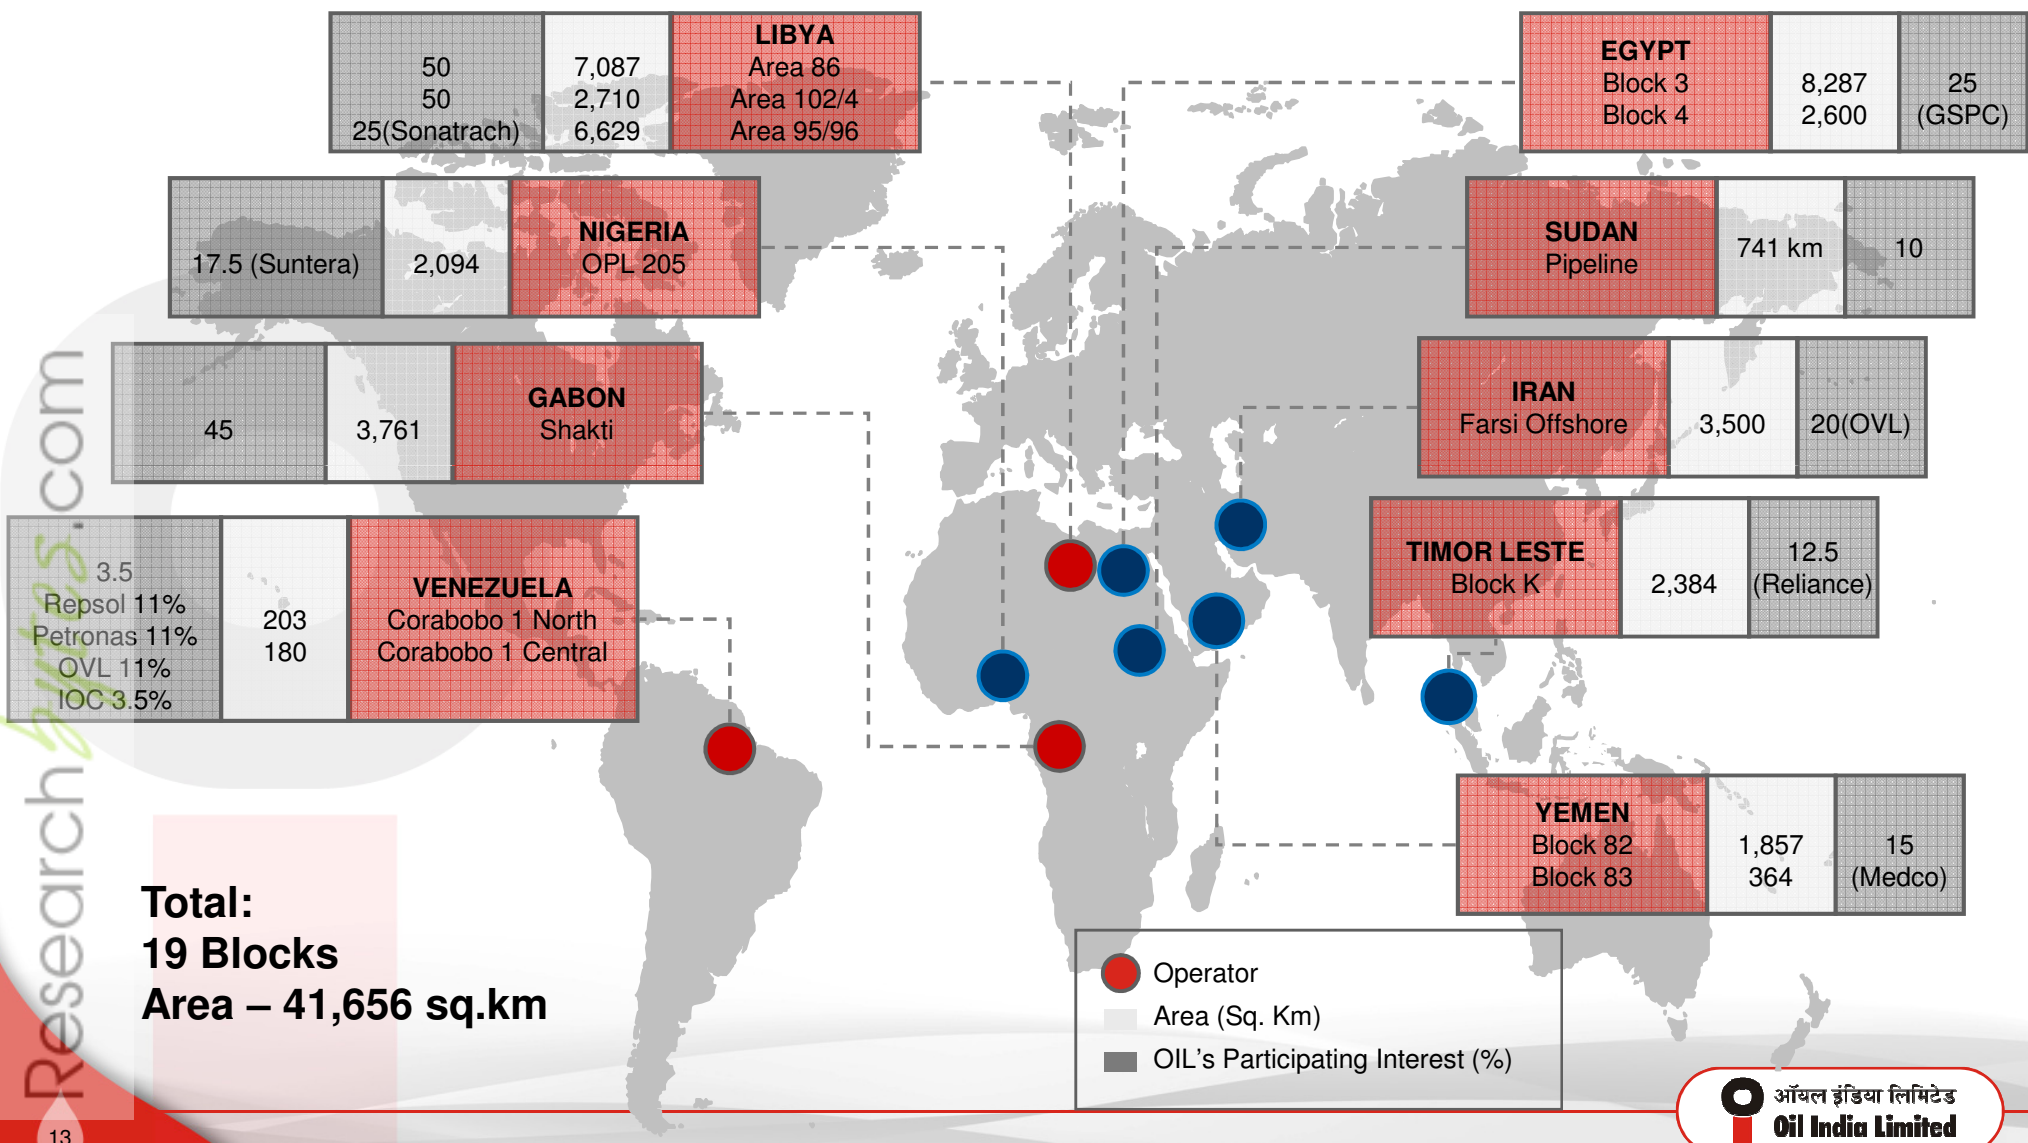 50
50
25(Sonatrach)
7,087
2,710
6,629
LIBYA
Area 86
Area 102/4
Area 95/96
EGYPT
Block 3
Block 4
8,287
2,600
25
(GSPC)
17.5 (Suntera)
2,094
NIGERIA
OPL 205
SUDAN
Pipeline
741 km
10
45
3,761
GABON
Shakti
IRAN
Farsi Offshore
3,500
20(OVL)
3.5
Repsol 11%
Petronas 11%
OVL 11%
IOC 3.5%
203
180
VENEZUELA
Corabobo 1 North
Corabobo 1 Central
TIMOR LESTE
Block K
2,384
12.5
(Reliance)
YEMEN
Block 82
Block 83
1,857
364
15
(Medco)
Total:
19 Blocks
Area – 41,656 sq.km
Operator
Area (Sq. Km)
OIL's Participating Interest (%)
Researchbytes.com
13
ऑयल इंडिया लिमिटेड
Oil India Limited